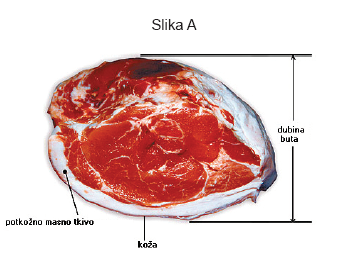 Slika A
dubina
buta
potkožno masno tkivo
koža